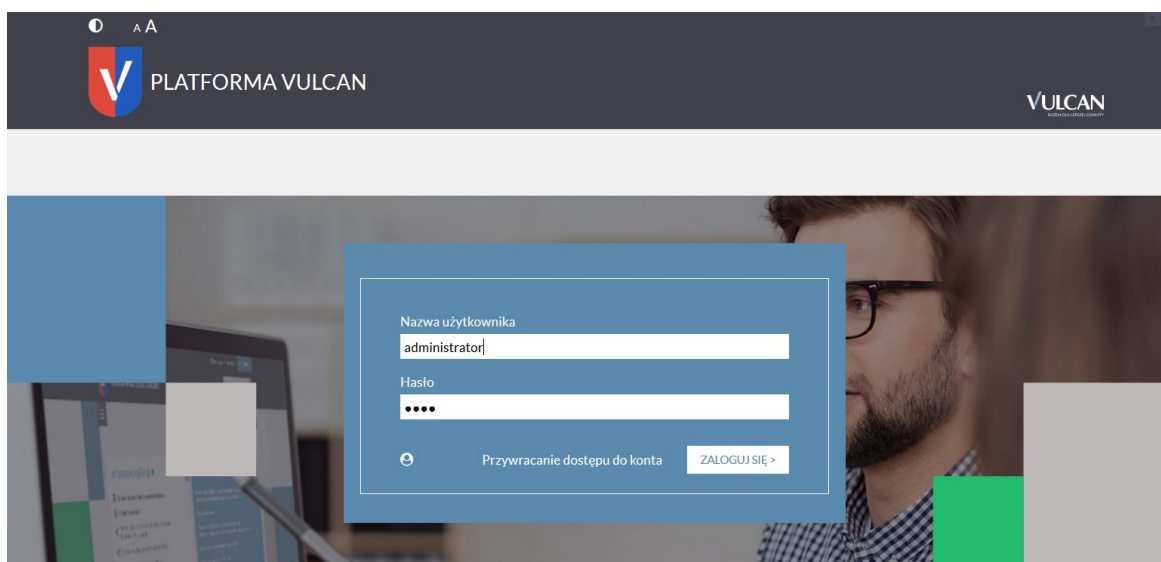 A A
PLATFORMA VULCAN
VULCAN
Nazwa użytkownika
administrator
Hasło
••••
Przywracanie dostępu do konta
ZALOGUJ SIĘ >